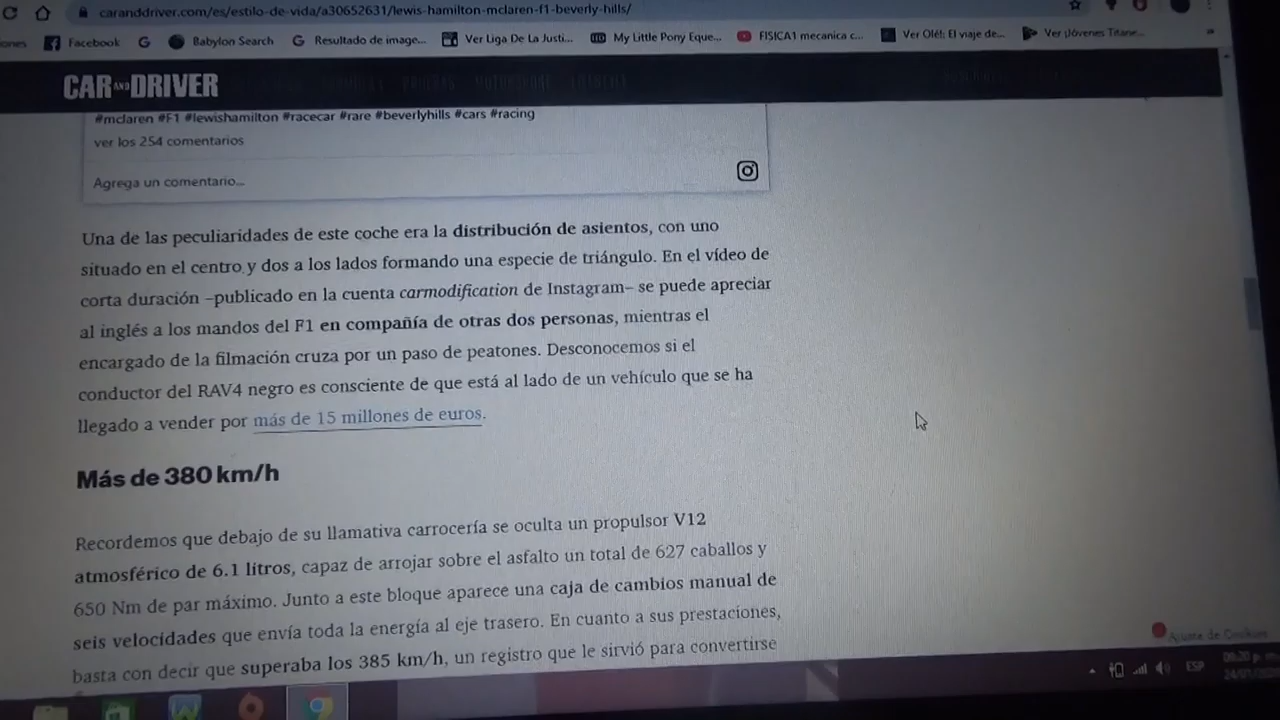 caranddriver.com/es/estilo-de-vida/a30652631/lewis-hamilton-mclaren-f1-beverly-hills/
ones Facebook Babylon Search Resultado de image... Ver Liga De La Justi... My Little Pony Eque... FISICA1 mecanica c... Ver Olé!: El viaje de... Ver ¡Jóvenes Titane...
CAR AND DRIVER
#mclaren #F1 #lewishamilton #racecar #rare #beverlyhills #cars #racing
ver los 254 comentarios
Agrega un comentario...
Una de las peculiaridades de este coche era la distribución de asientos, con uno
situado en el centro y dos a los lados formando una especie de triángulo. En el vídeo de
corta duración –publicado en la cuenta carmodification de Instagram– se puede apreciar
al inglés a los mandos del F1 en compañía de otras dos personas, mientras el
encargado de la filmación cruza por un paso de peatones. Desconocemos si el
conductor del RAV4 negro es consciente de que está al lado de un vehículo que se ha
llegado a vender por más de 15 millones de euros.
Más de 380 km/h
Recordemos que debajo de su llamativa carrocería se oculta un propulsor V12
atmosférico de 6.1 litros, capaz de arrojar sobre el asfalto un total de 627 caballos y
650 Nm de par máximo. Junto a este bloque aparece una caja de cambios manual de
seis velocidades que envía toda la energía al eje trasero. En cuanto a sus prestaciones,
basta con decir que superaba los 385 km/h, un registro que le sirvió para convertirse
Ajuste de Cookies
ESP